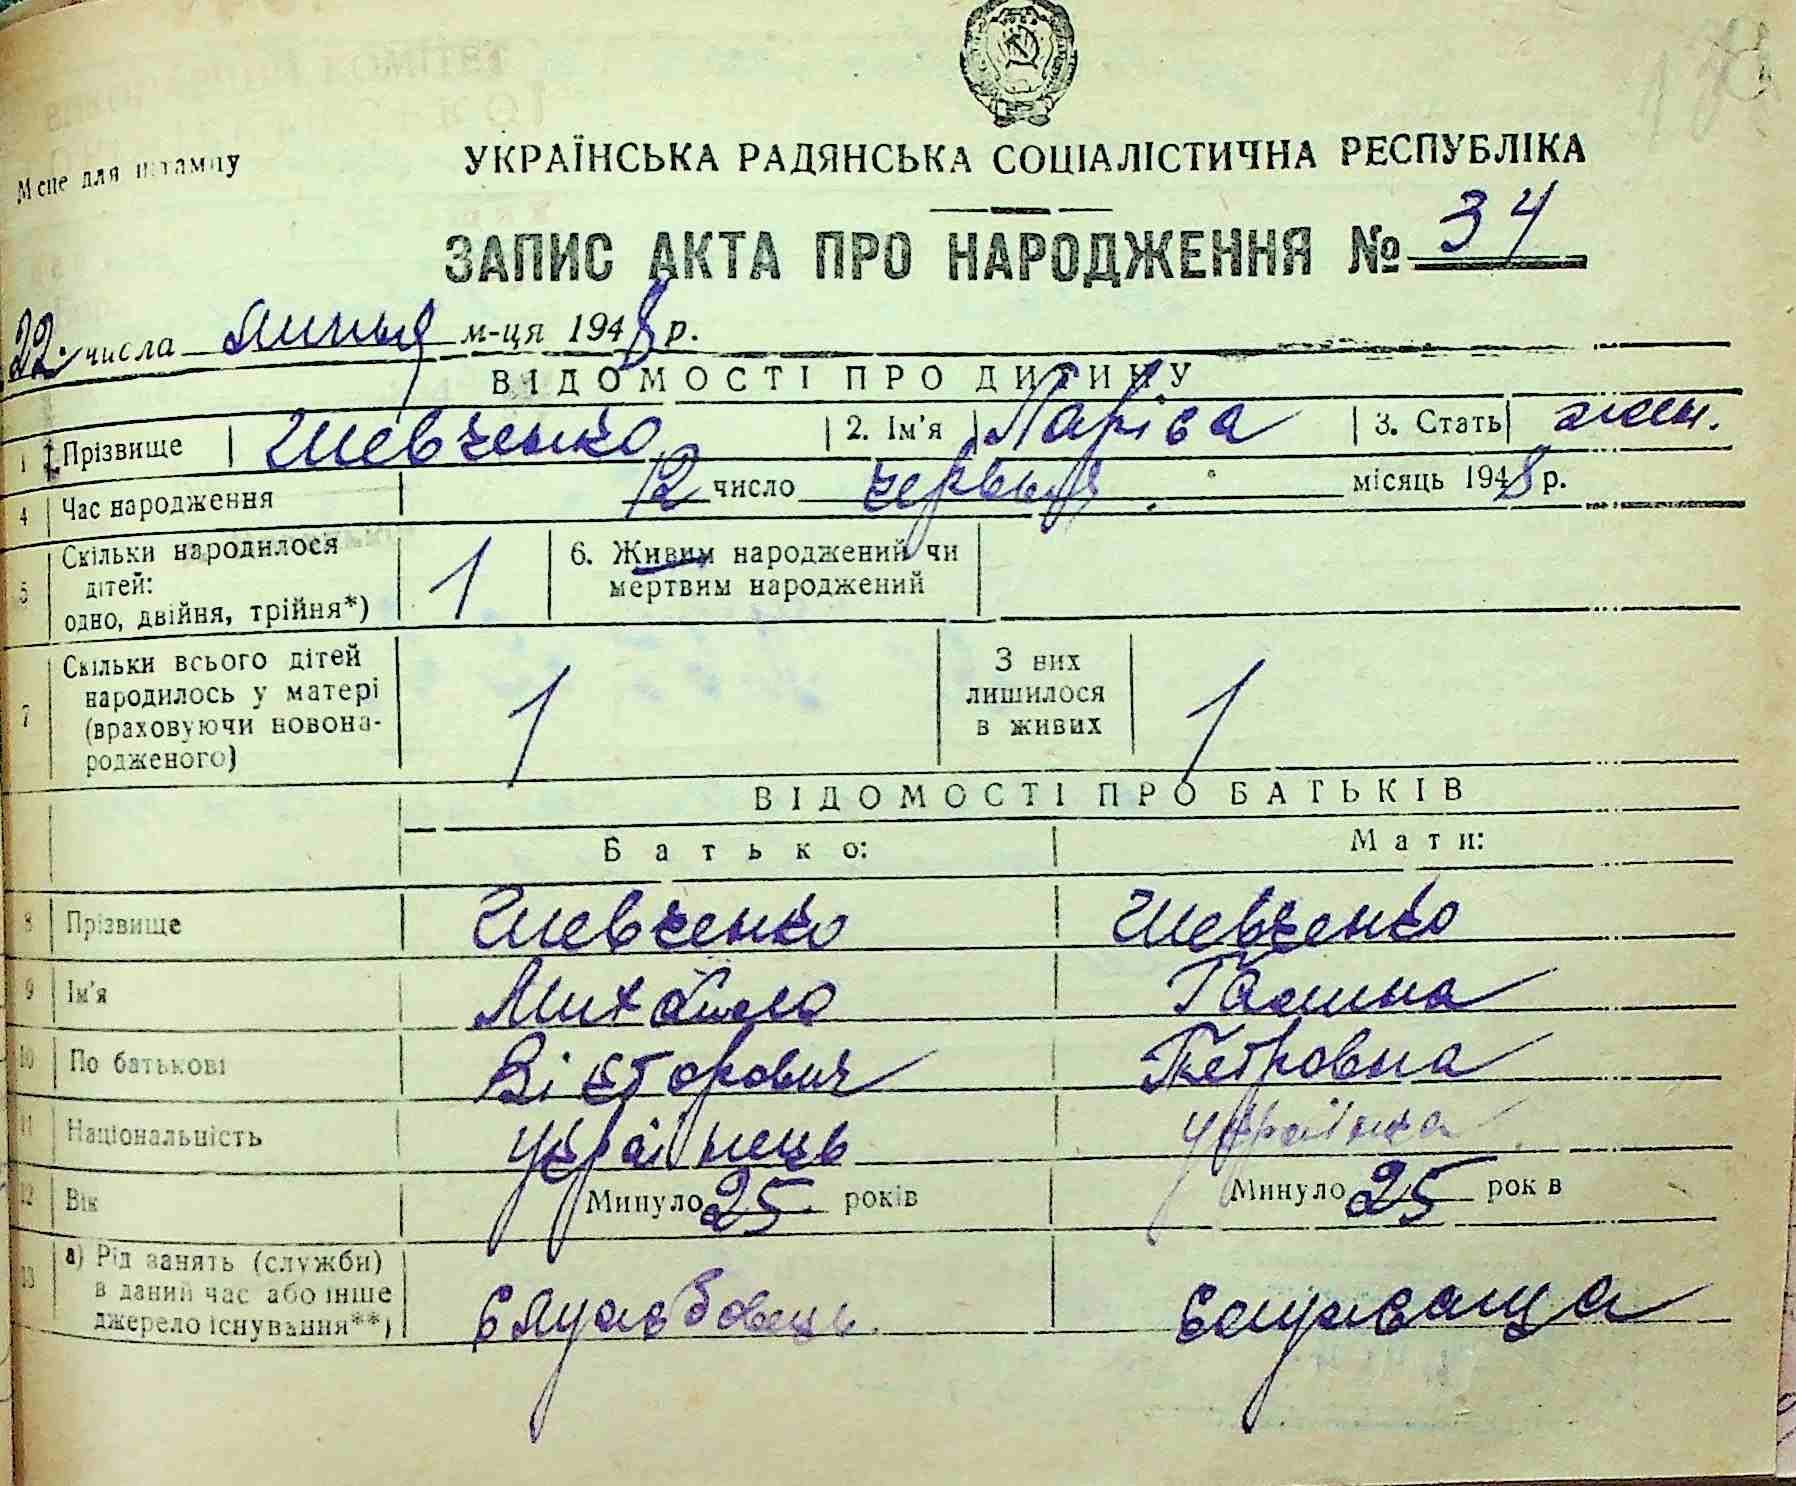 Місце для штампу
УКРАЇНСЬКА РАДЯНСЬКА СОЦІАЛІСТИЧНА РЕСПУБЛІКА
ЗАПИС АКТА ПРО НАРОДЖЕННЯ № 34
22 числа липня м-ця 1948 р.
ВІДОМОСТІ ПРО ДИТИНУ
1 Прізвище Шевченко 2. Ім'я Ларіса 3. Стать жен.
4 Час народження 12 число червня місяць 1948 р.
5 Скільки народилося дітей: одно, двійня, трійня*) 1 6. Живим народжений чи мертвим народжений
7 Скільки всього дітей народилось у матері (враховуючи новонародженого) 1 З них лишилося в живих 1
ВІДОМОСТІ ПРО БАТЬКІВ
Батько: Мати:
8 Прізвище Шевченко Шевченко
9 Ім'я Михайло Галина
10 По батькові Вікторович Петровна
11 Національність українець українка
12 Вік Минуло 25 років Минуло 25 рок в
13 а) Рід занять (служби) в даний час або інше джерело існування**)